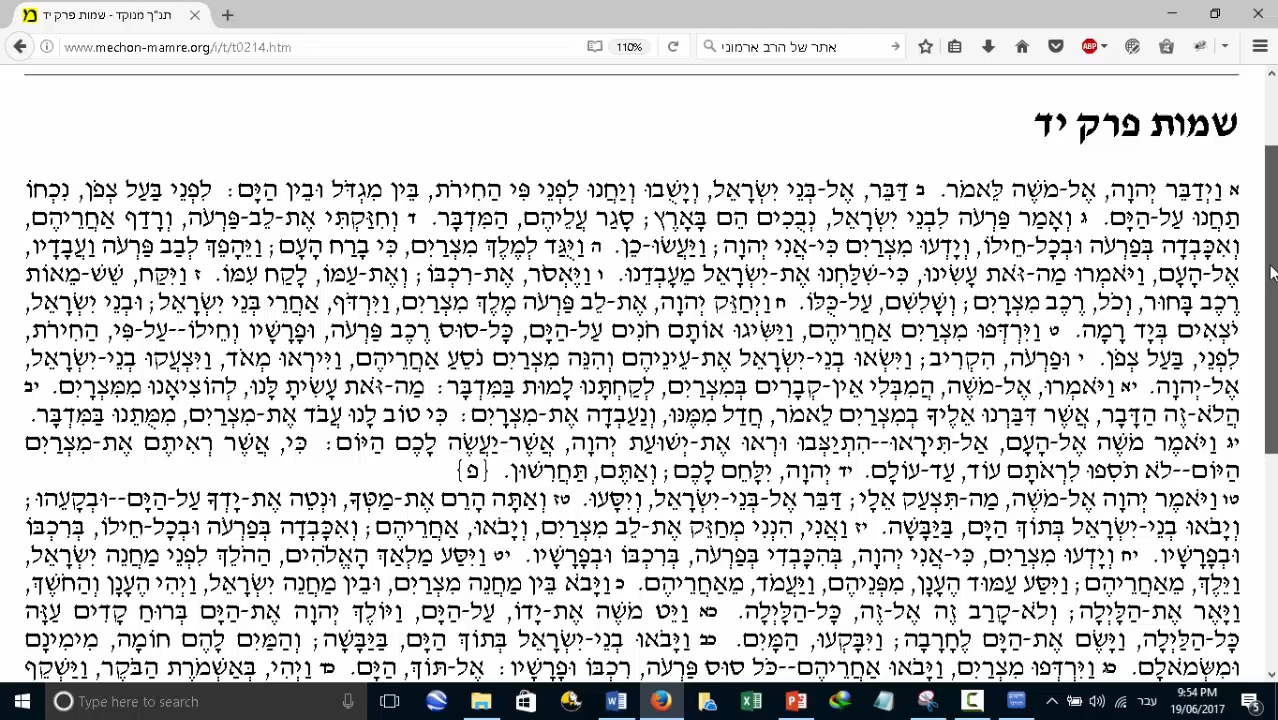 תנ"ך מנוקד - שמות פרק יד
www.mechon-mamre.org/i/t/t0214.htm
110%
אתר של הרב ארמוני
ABP
שמות פרק יד
א וַיְדַבֵּר יְהוָה, אֶל-מֹשֶׁה לֵּאמֹר. ב דַּבֵּר, אֶל-בְּנֵי יִשְׂרָאֵל, וְיָשֻׁבוּ וְיַחֲנוּ לִפְנֵי פִּי הַחִירֹת, בֵּין מִגְדֹּל וּבֵין הַיָּם: לִפְנֵי בַּעַל צְפֹן, נִכְחוֹ
תַחֲנוּ עַל-הַיָּם. ג וְאָמַר פַּרְעֹה לִבְנֵי יִשְׂרָאֵל, נְבֻכִים הֵם בָּאָרֶץ; סָגַר עֲלֵיהֶם, הַמִּדְבָּר. ד וְחִזַּקְתִּי אֶת-לֵב-פַּרְעֹה, וְרָדַף אַחֲרֵיהֶם,
וְאִכָּבְדָה בְּפַרְעֹה וּבְכָל-חֵילוֹ, וְיָדְעוּ מִצְרַיִם כִּי-אֲנִי יְהוָה; וַיַּעֲשׂוּ-כֵן. ה וַיֻּגַּד לְמֶלֶךְ מִצְרַיִם, כִּי בָרַח הָעָם; וַיֵּהָפֵךְ לְבַב פַּרְעֹה וַעֲבָדָיו,
אֶל-הָעָם, וַיֹּאמְרוּ מַה-זֹּאת עָשִׂינוּ, כִּי-שִׁלַּחְנוּ אֶת-יִשְׂרָאֵל מֵעָבְדֵנוּ. ו וַיֶּאְסֹר, אֶת-רִכְבּוֹ; וְאֶת-עַמּוֹ, לָקַח עִמּוֹ. ז וַיִּקַּח, שֵׁשׁ-מֵאוֹת
רֶכֶב בָּחוּר, וְכֹל, רֶכֶב מִצְרָיִם; וְשָׁלִשִׁם, עַל-כֻּלּוֹ. ח וַיְחַזֵּק יְהוָה, אֶת-לֵב פַּרְעֹה מֶלֶךְ מִצְרַיִם, וַיִּרְדֹּף, אַחֲרֵי בְּנֵי יִשְׂרָאֵל; וּבְנֵי יִשְׂרָאֵל,
יֹצְאִים בְּיָד רָמָה. ט וַיִּרְדְּפוּ מִצְרַיִם אַחֲרֵיהֶם, וַיַּשִּׂיגוּ אוֹתָם חֹנִים עַל-הַיָּם, כָּל-סוּס רֶכֶב פַּרְעֹה, וּפָרָשָׁיו וְחֵילוֹ--עַל-פִּי, הַחִירֹת,
לִפְנֵי, בַּעַל צְפֹן. י וּפַרְעֹה, הִקְרִיב; וַיִּשְׂאוּ בְנֵי-יִשְׂרָאֵל אֶת-עֵינֵיהֶם וְהִנֵּה מִצְרַיִם נֹסֵעַ אַחֲרֵיהֶם, וַיִּירְאוּ מְאֹד, וַיִּצְעֲקוּ בְנֵי-יִשְׂרָאֵל,
אֶל-יְהוָה. יא וַיֹּאמְרוּ, אֶל-מֹשֶׁה, הֲמִבְּלִי אֵין-קְבָרִים בְּמִצְרַיִם, לְקַחְתָּנוּ לָמוּת בַּמִּדְבָּר: מַה-זֹּאת עָשִׂיתָ לָּנוּ, לְהוֹצִיאָנוּ מִמִּצְרָיִם. יב
הֲלֹא-זֶה הַדָּבָר, אֲשֶׁר דִּבַּרְנוּ אֵלֶיךָ בְמִצְרַיִם לֵאמֹר, חֲדַל מִמֶּנּוּ, וְנַעַבְדָה אֶת-מִצְרָיִם: כִּי טוֹב לָנוּ עֲבֹד אֶת-מִצְרַיִם, מִמֻּתֵנוּ בַּמִּדְבָּר.
יג וַיֹּאמֶר מֹשֶׁה אֶל-הָעָם, אַל-תִּירָאוּ--הִתְיַצְּבוּ וּרְאוּ אֶת-יְשׁוּעַת יְהוָה, אֲשֶׁר-יַעֲשֶׂה לָכֶם הַיּוֹם: כִּי, אֲשֶׁר רְאִיתֶם אֶת-מִצְרַיִם
הַיּוֹם--לֹא תֹסִפוּ לִרְאֹתָם עוֹד, עַד-עוֹלָם. יד יְהוָה, יִלָּחֵם לָכֶם; וְאַתֶּם, תַּחֲרִשׁוּן. {פ}
טו וַיֹּאמֶר יְהוָה אֶל-מֹשֶׁה, מַה-תִּצְעַק אֵלָי; דַּבֵּר אֶל-בְּנֵי-יִשְׂרָאֵל, וְיִסָּעוּ. טז וְאַתָּה הָרֵם אֶת-מַטְּךָ, וּנְטֵה אֶת-יָדְךָ עַל-הַיָּם--וּבְקָעֵהוּ;
וְיָבֹאוּ בְנֵי-יִשְׂרָאֵל בְּתוֹךְ הַיָּם, בַּיַּבָּשָׁה. יז וַאֲנִי, הִנְנִי מְחַזֵּק אֶת-לֵב מִצְרַיִם, וְיָבֹאוּ, אַחֲרֵיהֶם; וְאִכָּבְדָה בְּפַרְעֹה וּבְכָל-חֵילוֹ, בְּרִכְבּוֹ
וּבְפָרָשָׁיו. יח וְיָדְעוּ מִצְרַיִם, כִּי-אֲנִי יְהוָה, בְּהִכָּבְדִי בְּפַרְעֹה, בְּרִכְבּוֹ וּבְפָרָשָׁיו. יט וַיִּסַּע מַלְאַךְ הָאֱלֹהִים, הַהֹלֵךְ לִפְנֵי מַחֲנֵה יִשְׂרָאֵל,
וַיֵּלֶךְ, מֵאַחֲרֵיהֶם; וַיִּסַּע עַמּוּד הֶעָנָן, מִפְּנֵיהֶם, וַיַּעֲמֹד, מֵאַחֲרֵיהֶם. כ וַיָּבֹא בֵּין מַחֲנֵה מִצְרַיִם, וּבֵין מַחֲנֵה יִשְׂרָאֵל, וַיְהִי הֶעָנָן וְהַחֹשֶׁךְ,
וַיָּאֶר אֶת-הַלָּיְלָה; וְלֹא-קָרַב זֶה אֶל-זֶה, כָּל-הַלָּיְלָה. כא וַיֵּט מֹשֶׁה אֶת-יָדוֹ, עַל-הַיָּם, וַיּוֹלֶךְ יְהוָה אֶת-הַיָּם בְּרוּחַ קָדִים עַזָּה
כָּל-הַלַּיְלָה, וַיָּשֶׂם אֶת-הַיָּם לֶחָרָבָה; וַיִּבָּקְעוּ, הַמָּיִם. כב וַיָּבֹאוּ בְנֵי-יִשְׂרָאֵל בְּתוֹךְ הַיָּם, בַּיַּבָּשָׁה; וְהַמַּיִם לָהֶם חוֹמָה, מִימִינָם
וּמִשְּׂמֹאלָם. כג וַיִּרְדְּפוּ מִצְרַיִם, וַיָּבֹאוּ אַחֲרֵיהֶם--כֹּל סוּס פַּרְעֹה, רִכְבּוֹ וּפָרָשָׁיו: אֶל-תּוֹךְ, הַיָּם. כד וַיְהִי, בְּאַשְׁמֹרֶת הַבֹּקֶר, וַיַּשְׁקֵף
Type here to search
עבר
9:54 PM
19/06/2017
5